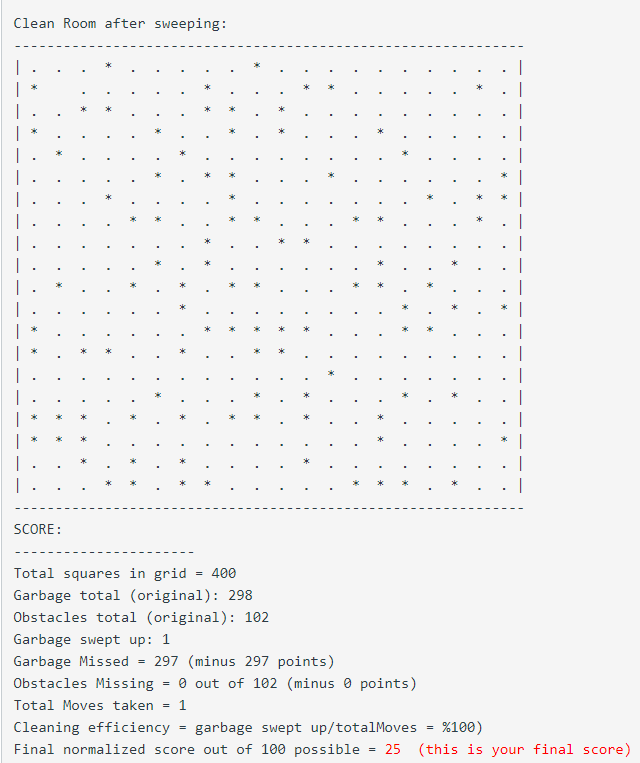 Clean Room after sweeping:
--------------------------------------------------------------
| .  .  .  *  .  .  .  .  .  *  .  .  .  .  .  .  .  .  .  . |
| *     .  .  .  .  .  *  .  .  .  *  *  .  .  .  .  .  *  . |
| .  .  *  *  .  .  .  *  *  .  *  .  .  .  .  .  .  .  .  . |
| *  .  .  .  .  *  .  .  *  .  *  .  .  .  *  .  .  .  .  . |
| .  *  .  .  .  .  *  .  .  .  .  .  .  .  .  *  .  .  .  . |
| .  .  .  .  .  *  .  *  *  .  .  .  *  .  .  .  .  .  .  * |
| .  .  .  *  .  .  .  .  *  .  .  .  .  .  .  .  *  .  *  * |
| .  .  .  .  *  *  .  .  *  *  .  .  .  *  *  .  .  .  *  . |
| .  .  .  .  .  .  .  *  .  .  *  *  .  .  .  .  .  .  .  . |
| .  .  .  .  .  *  .  *  .  .  .  .  .  .  *  .  .  *  .  . |
| .  *  .  .  *  .  *  .  *  *  .  .  .  *  *  .  *  .  .  . |
| .  .  .  .  .  .  *  .  .  .  .  .  .  .  .  *  .  *  .  * |
| *  .  .  .  .  .  .  *  *  *  *  *  .  .  .  *  *  .  .  . |
| *  .  *  *  .  .  *  .  .  *  *  .  .  .  .  .  .  .  .  . |
| .  .  .  .  .  .  .  .  .  .  .  .  *  .  .  .  .  .  .  . |
| .  .  .  .  .  *  .  .  .  *  .  *  .  .  .  *  .  *  .  . |
| *  *  *  .  *  .  *  .  *  *  .  *  .  .  *  .  .  .  .  . |
| *  *  *  .  .  .  .  .  .  .  .  .  .  .  *  .  .  .  .  * |
| .  .  *  .  *  .  *  .  .  .  .  *  .  .  .  .  .  .  .  . |
| .  .  .  *  *  .  *  *  .  .  .  .  .  *  *  *  .  *  .  . |
--------------------------------------------------------------
SCORE:
----------------------
Total squares in grid = 400
Garbage total (original): 298
Obstacles total (original): 102
Garbage swept up: 1
Garbage Missed = 297 (minus 297 points)
Obstacles Missing = 0 out of 102 (minus 0 points)
Total Moves taken = 1
Cleaning efficiency = garbage swept up/totalMoves = %100)
Final normalized score out of 100 possible = 25  (this is your final score)